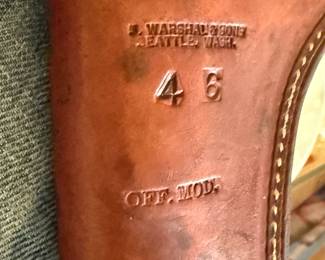 J. WARSHAL & SONS
SEATTLE, WASH.
4 6
OFF. MOD.